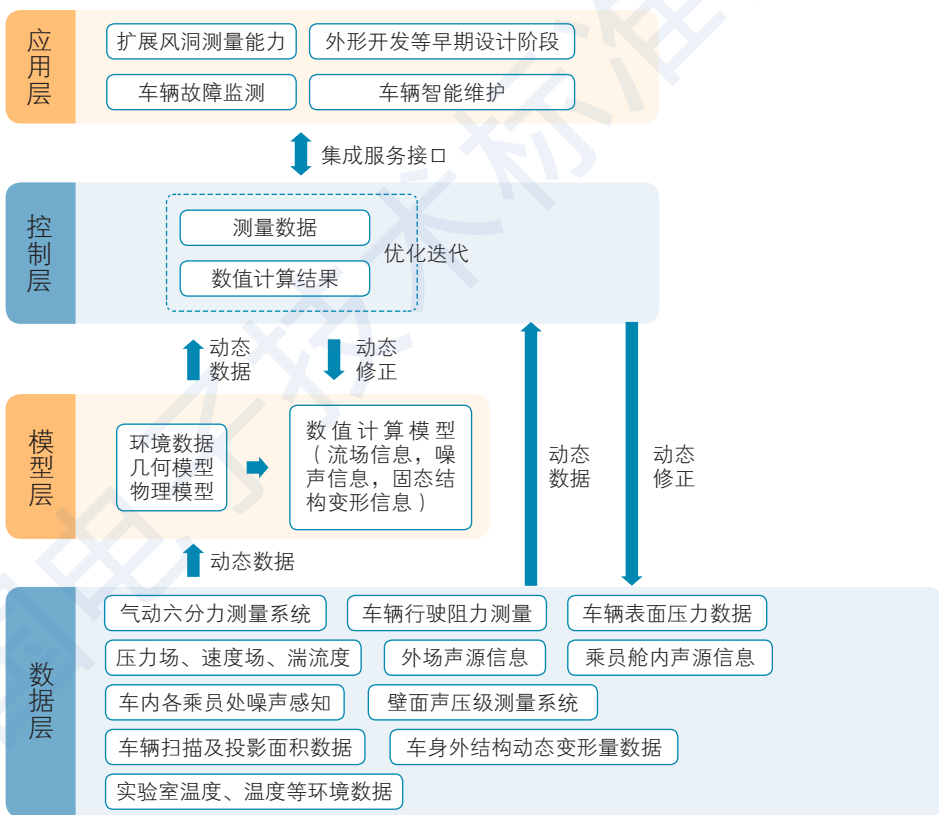 应用层
扩展风洞测量能力
外形开发等早期设计阶段
车辆故障监测
车辆智能维护
集成服务接口
控制层
测量数据
数值计算结果
优化迭代
动态
数据
动态
修正
模型层
环境数据
几何模型
物理模型
数值计算模型
（流场信息，噪
声信息，固态结
构变形信息）
动态
数据
动态
修正
动态数据
数据层
气动六分力测量系统
车辆行驶阻力测量
车辆表面压力数据
压力场、速度场、湍流度
外场声源信息
乘员舱内声源信息
车内各乘员处噪声感知
壁面声压级测量系统
车辆扫描及投影面积数据
车身外结构动态变形量数据
实验室温度、温度等环境数据
国电子技术标准